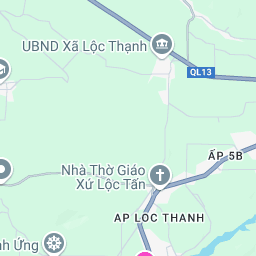 UBND Xã Lộc Thạnh
QL13
ẤP 5B
Nhà Thờ Giáo
Xứ Lộc Tấn
AP LOC THANH
nh Ứng